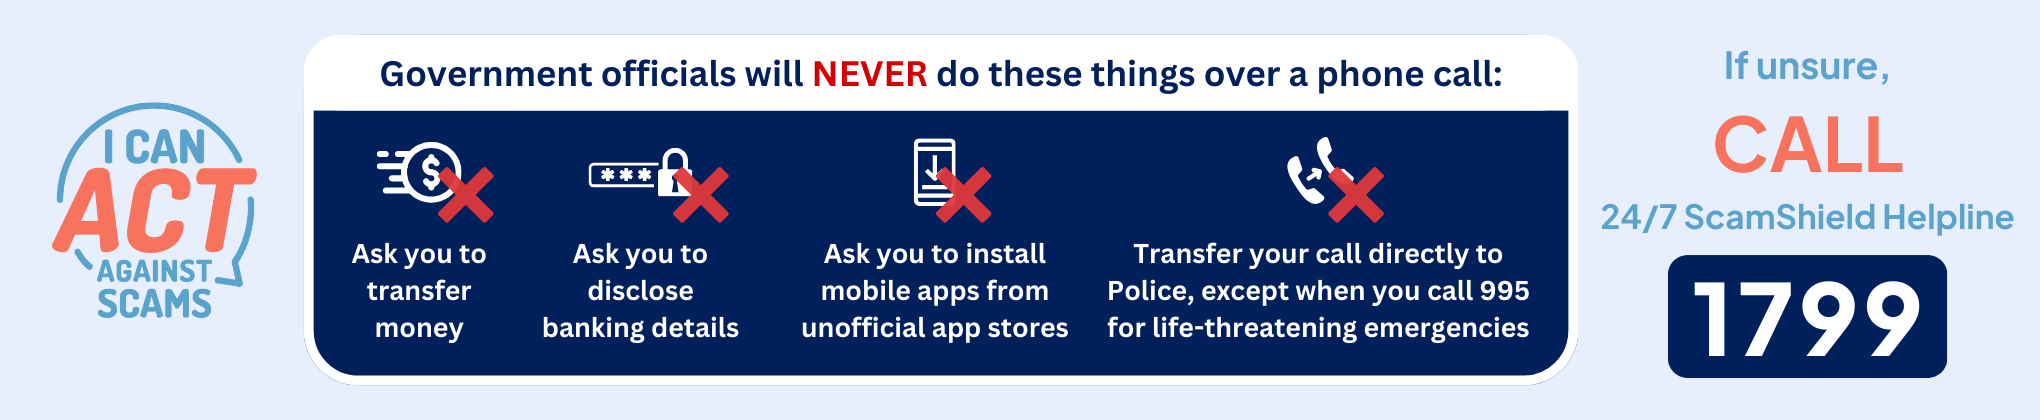 I CAN
ACT
AGAINST
SCAMS
Government officials will NEVER do these things over a phone call:
$
***
Ask you to
transfer
money
Ask you to
disclose
banking details
Ask you to install
mobile apps from
unofficial app stores
Transfer your call directly to
Police, except when you call 995
for life-threatening emergencies
If unsure,
CALL
24/7 ScamShield Helpline
1799